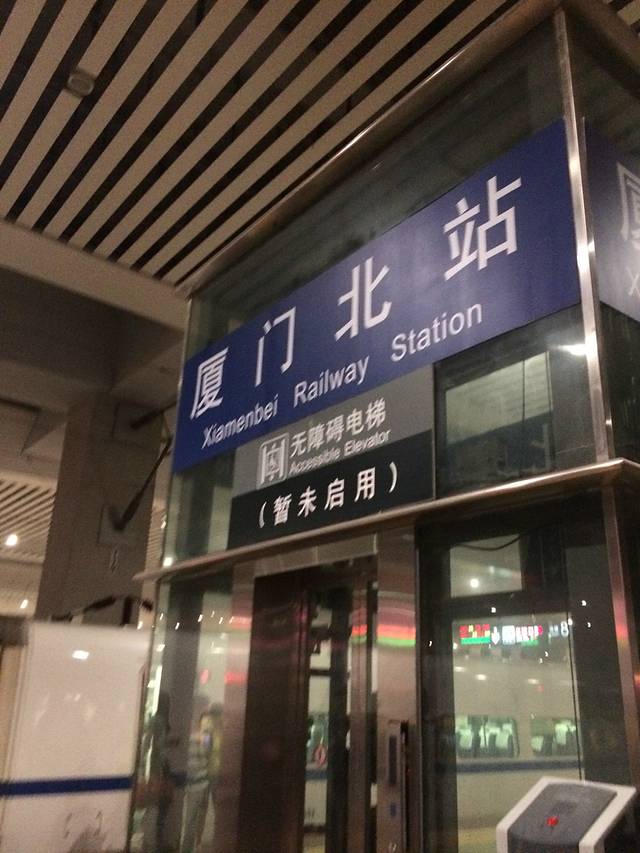 厦门北站
Xiamenbei Railway Station
无障碍电梯
Accessible Elevator
(暂未启用)